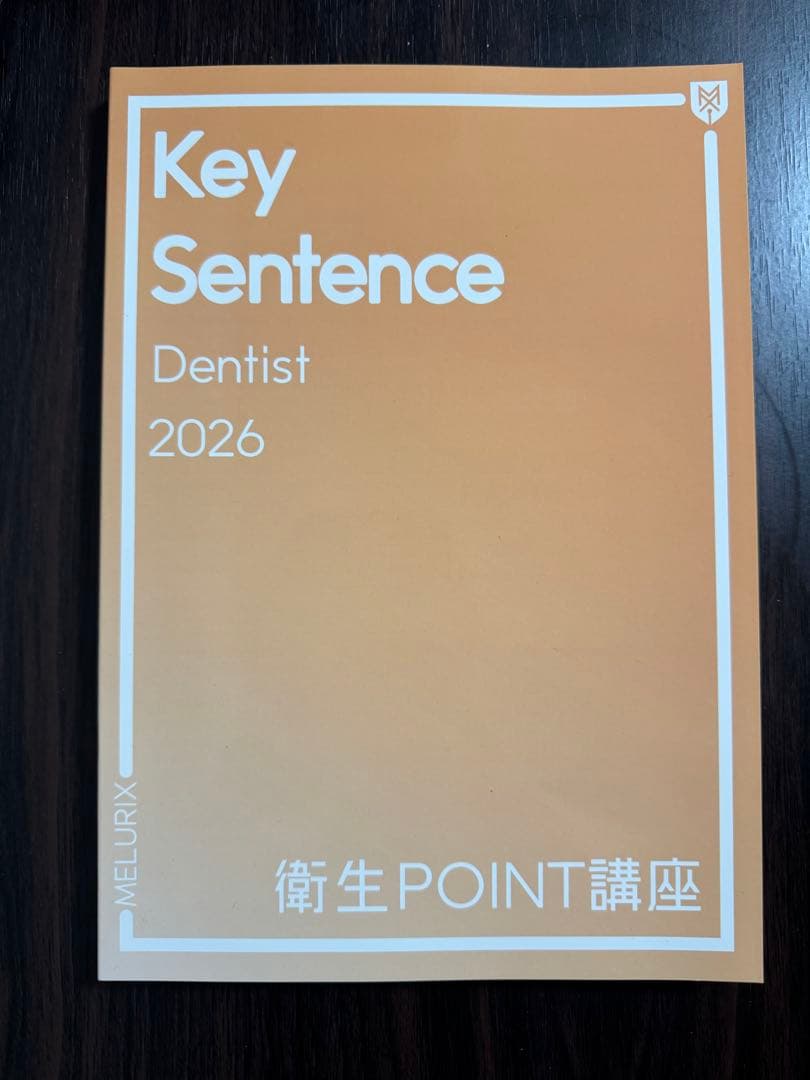 Key
Sentence
Dentist
2026
MELURIX
衛生POINT講座